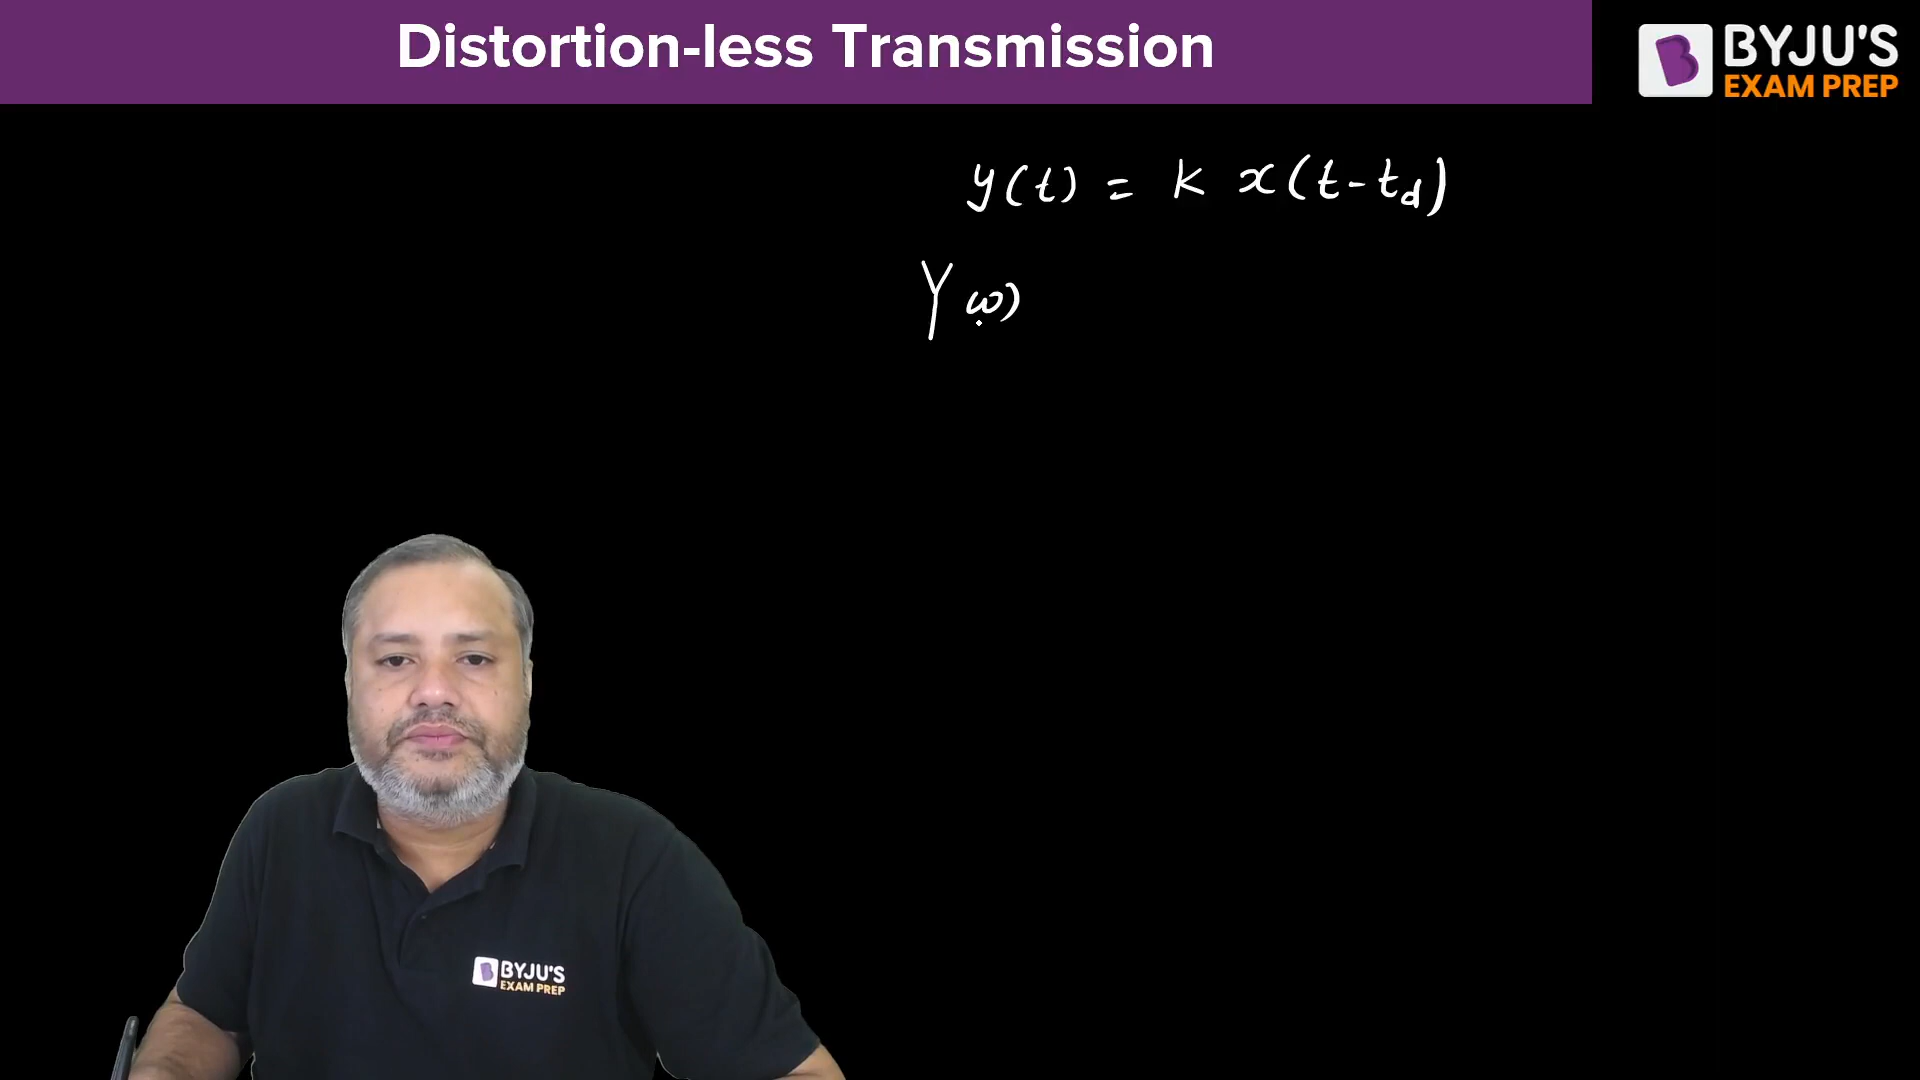 Distortion-less Transmission
BYJU'S
EXAM PREP
y(t) = k x(t-td)
Y ω)
BYJU'S
EXAM PREP